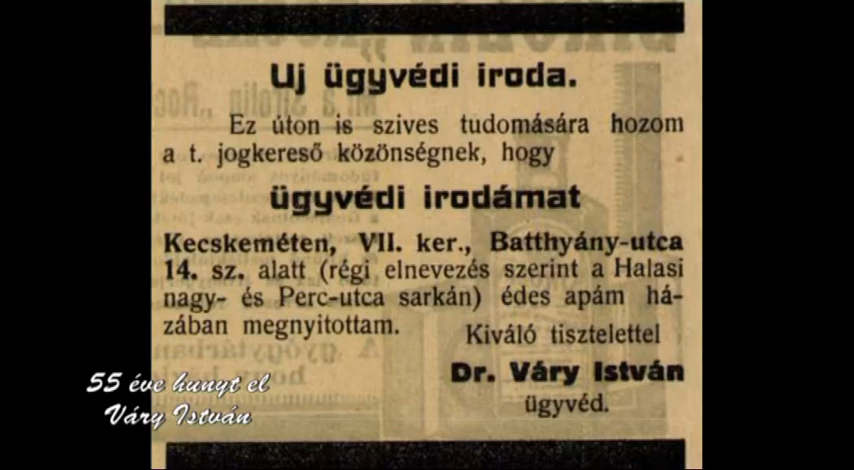 Uj ügyvédi iroda.
Ez úton is szives tudomására hozom
a t. jogkereső közönségnek, hogy
ügyvédi irodámat
Kecskeméten, VII. ker., Batthyány-utca
14. sz. alatt (régi elnevezés szerint a Halasi
nagy- és Perc-utca sarkán) édes apám há-
zában megnyitottam.
Kiváló tisztelettel
Dr. Váry István
ügyvéd.
55 éve hunyt el
Váry István